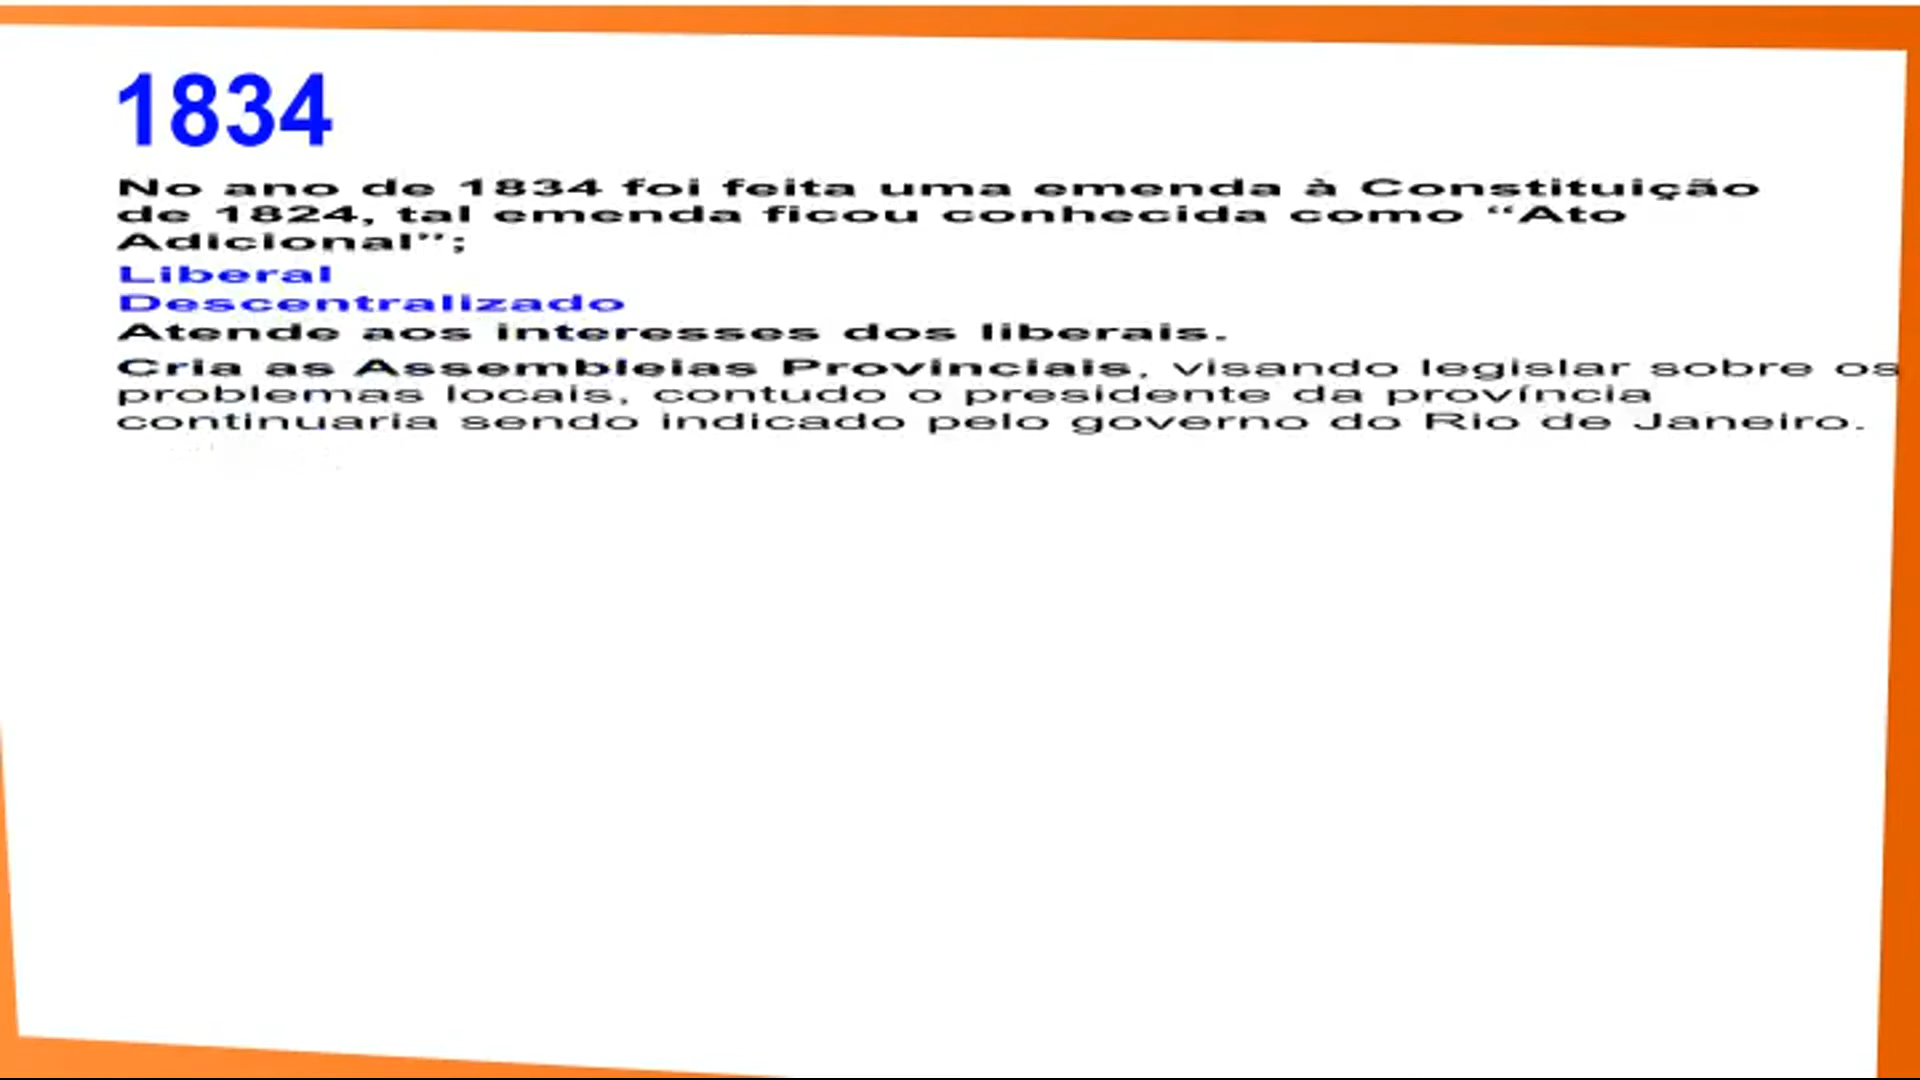 1834
No ano de 1834 foi feita uma emenda à Constituição
de 1824, tal emenda ficou conhecida como “Ato
Adicional”;
Liberal
Descentralizado
Atende aos interesses dos liberais.
Cria as Assembleias Provinciais, visando legislar sobre os
problemas locais, contudo o presidente da província
continuaria sendo indicado pelo governo do Rio de Janeiro.